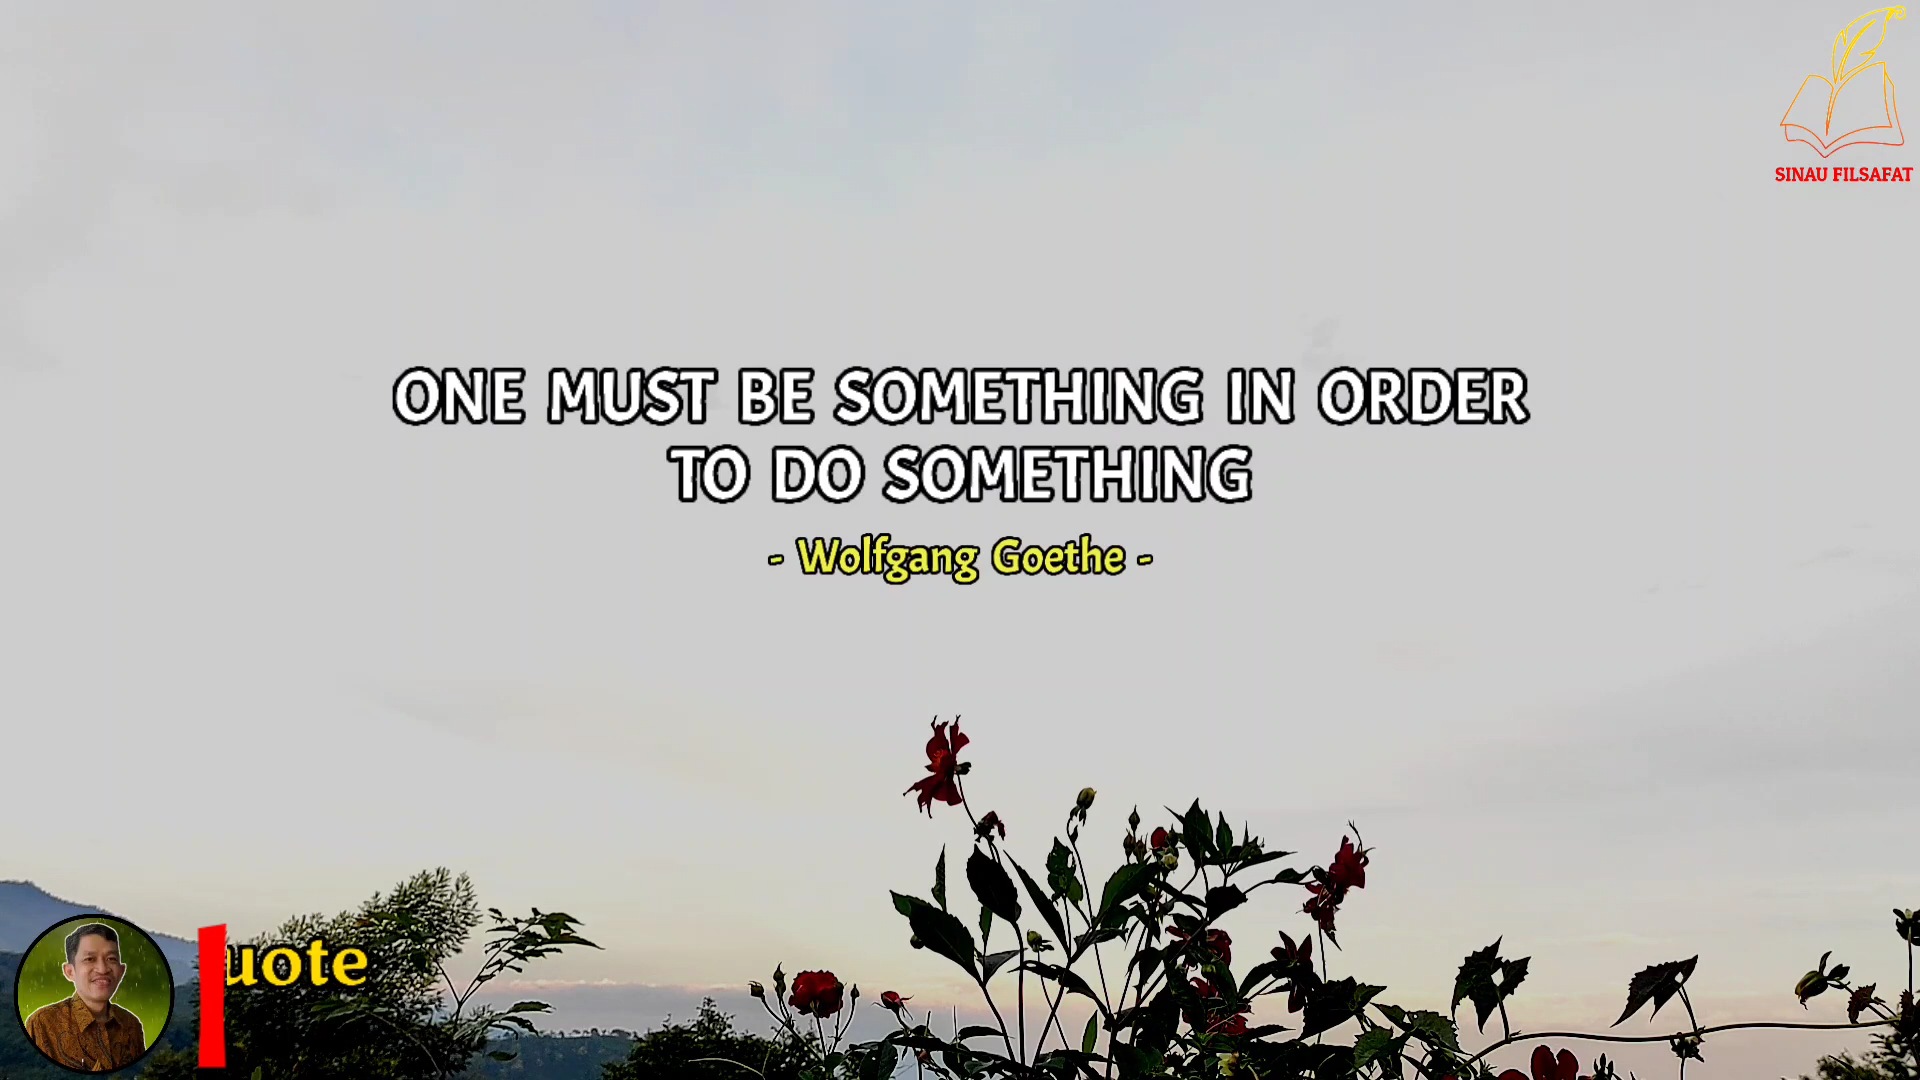 SINAU FILSAFAT
ONE MUST BE SOMETHING IN ORDER
TO DO SOMETHING
- Wolfgang Goethe -
uote